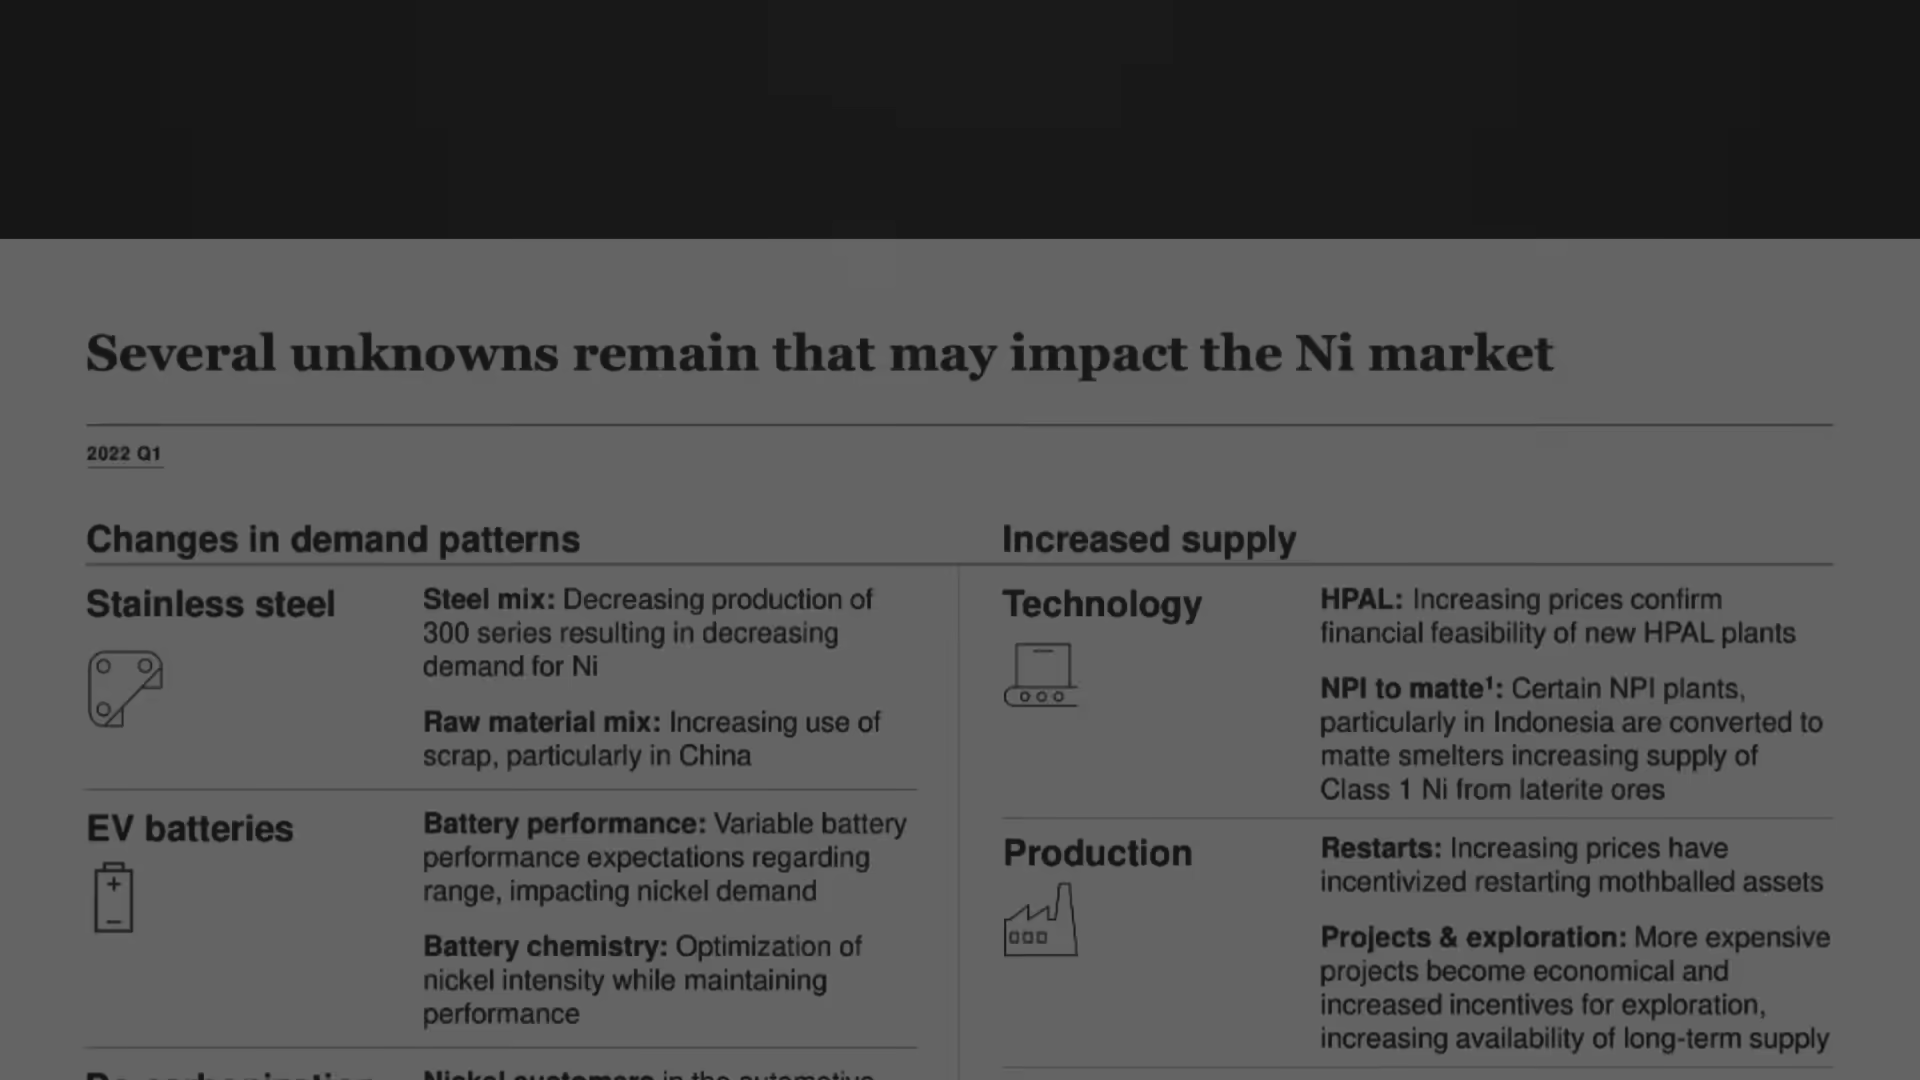 Several unknowns remain that may impact the Ni market
2022 Q1
Changes in demand patterns
Stainless steel
Steel mix: Decreasing production of
300 series resulting in decreasing
demand for Ni
Raw material mix: Increasing use of
scrap, particularly in China
EV batteries
Battery performance: Variable battery
performance expectations regarding
range, impacting nickel demand
Battery chemistry: Optimization of
nickel intensity while maintaining
performance
Nickel customers in the automotive
Increased supply
Technology
HPAL: Increasing prices confirm
financial feasibility of new HPAL plants
NPI to matte¹: Certain NPI plants,
particularly in Indonesia are converted to
matte smelters increasing supply of
Class 1 Ni from laterite ores
Production
Restarts: Increasing prices have
incentivized restarting mothballed assets
Projects & exploration: More expensive
projects become economical and
increased incentives for exploration,
increasing availability of long-term supply